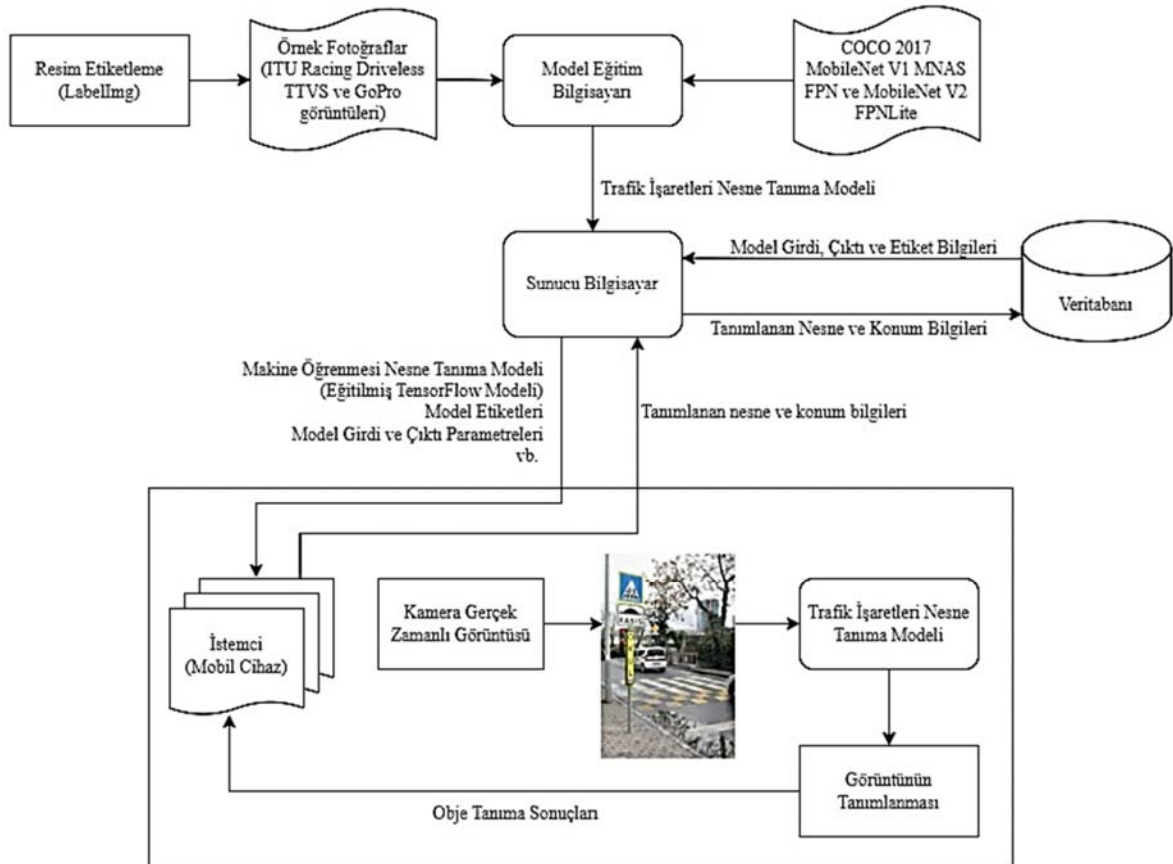 Resim Etiketleme
(LabelImg)
Örnek Fotoğraflar
(ITU Racing Driveless
TTVS ve GoPro
görüntüleri)
Model Eğitim
Bilgisayarı
COCO 2017
MobileNet V1 MNAS
FPN ve MobileNet V2
FPNLite
Trafik İşaretleri Nesne Tanıma Modeli
Sunucu Bilgisayar
Model Girdi, Çıktı ve Etiket Bilgileri
Veritabanı
Tanımlanan Nesne ve Konum Bilgileri
Makine Öğrenmesi Nesne Tanıma Modeli
(Eğitilmiş TensorFlow Modeli)
Model Etiketleri
Model Girdi ve Çıktı Parametreleri
vb.
Tanımlanan nesne ve konum bilgileri
İstemci
(Mobil Cihaz)
Kamera Gerçek
Zamanlı Görüntüsü
KASİS
Trafik İşaretleri Nesne
Tanıma Modeli
Görüntünün
Tanımlanması
Obje Tanıma Sonuçları